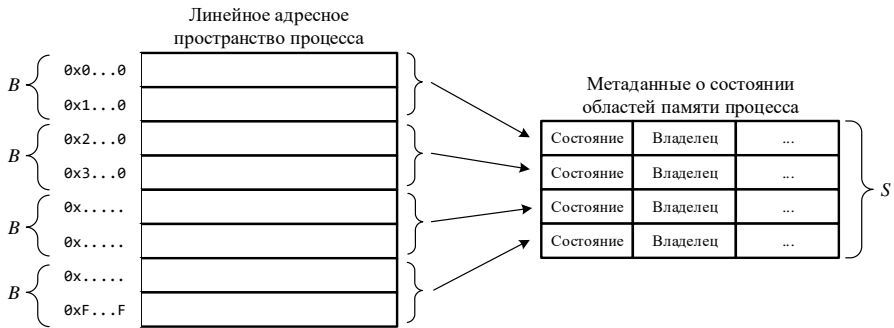 Линейное адресное
пространство процесса
Метаданные о состоянии
областей памяти процесса
B
0x0...0
0x1...0
B
0x2...0
0x3...0
B
0x.....
0x.....
B
0x.....
0xF...F
Состояние Владелец ...
Состояние Владелец ...
Состояние Владелец ...
Состояние Владелец ...
S